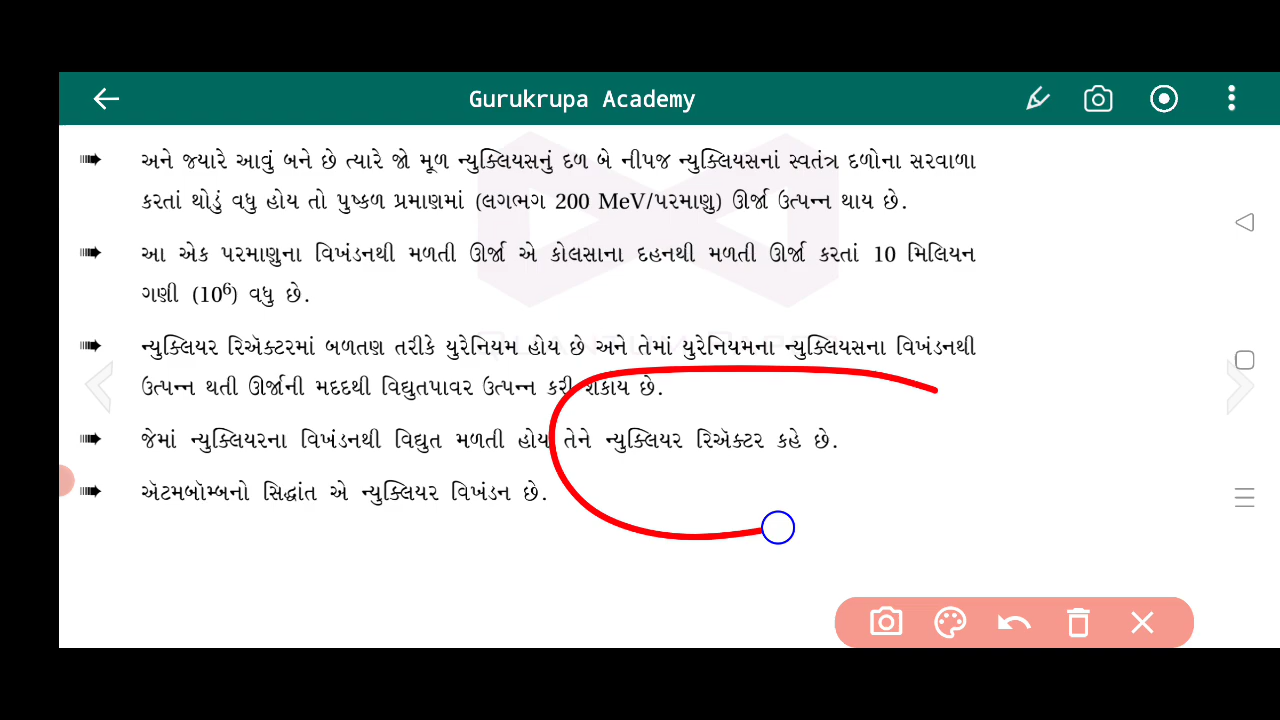 Gurukrupa Academy
અને જયારે આવું બને છે ત્યારે જો મૂળ ન્યુક્લિયસનું દળ બે નીપજ ન્યુક્લિયસનાં સ્વતંત્ર દળોના સરવાળા
કરતાં થોડું વધુ હોય તો પુષ્કળ પ્રમાણમાં (લગભગ 200 MeV/પરમાણુ) ઊર્જા ઉત્પન્ન થાય છે.
આ એક પરમાણુના વિખંડનથી મળતી ઊર્જા એ કોલસાના દહનથી મળતી ઊર્જા કરતાં 10 મિલિયન
ગણી (10⁶) વધુ છે.
ન્યુક્લિયર રિઍક્ટરમાં બળતણ તરીકે યુરેનિયમ હોય છે અને તેમાં યુરેનિયમના ન્યુક્લિયસના વિખંડનથી
ઉત્પન્ન થતી ઊર્જાની મદદથી વિદ્યુતપાવર ઉત્પન્ન કરી શકાય છે.
જેમાં ન્યુક્લિયરના વિખંડનથી વિદ્યુત મળતી હોય તેને ન્યુક્લિયર રિઍક્ટર કહે છે.
ઍટમબૉમ્બનો સિદ્ધાંત એ ન્યુક્લિયર વિખંડન છે.